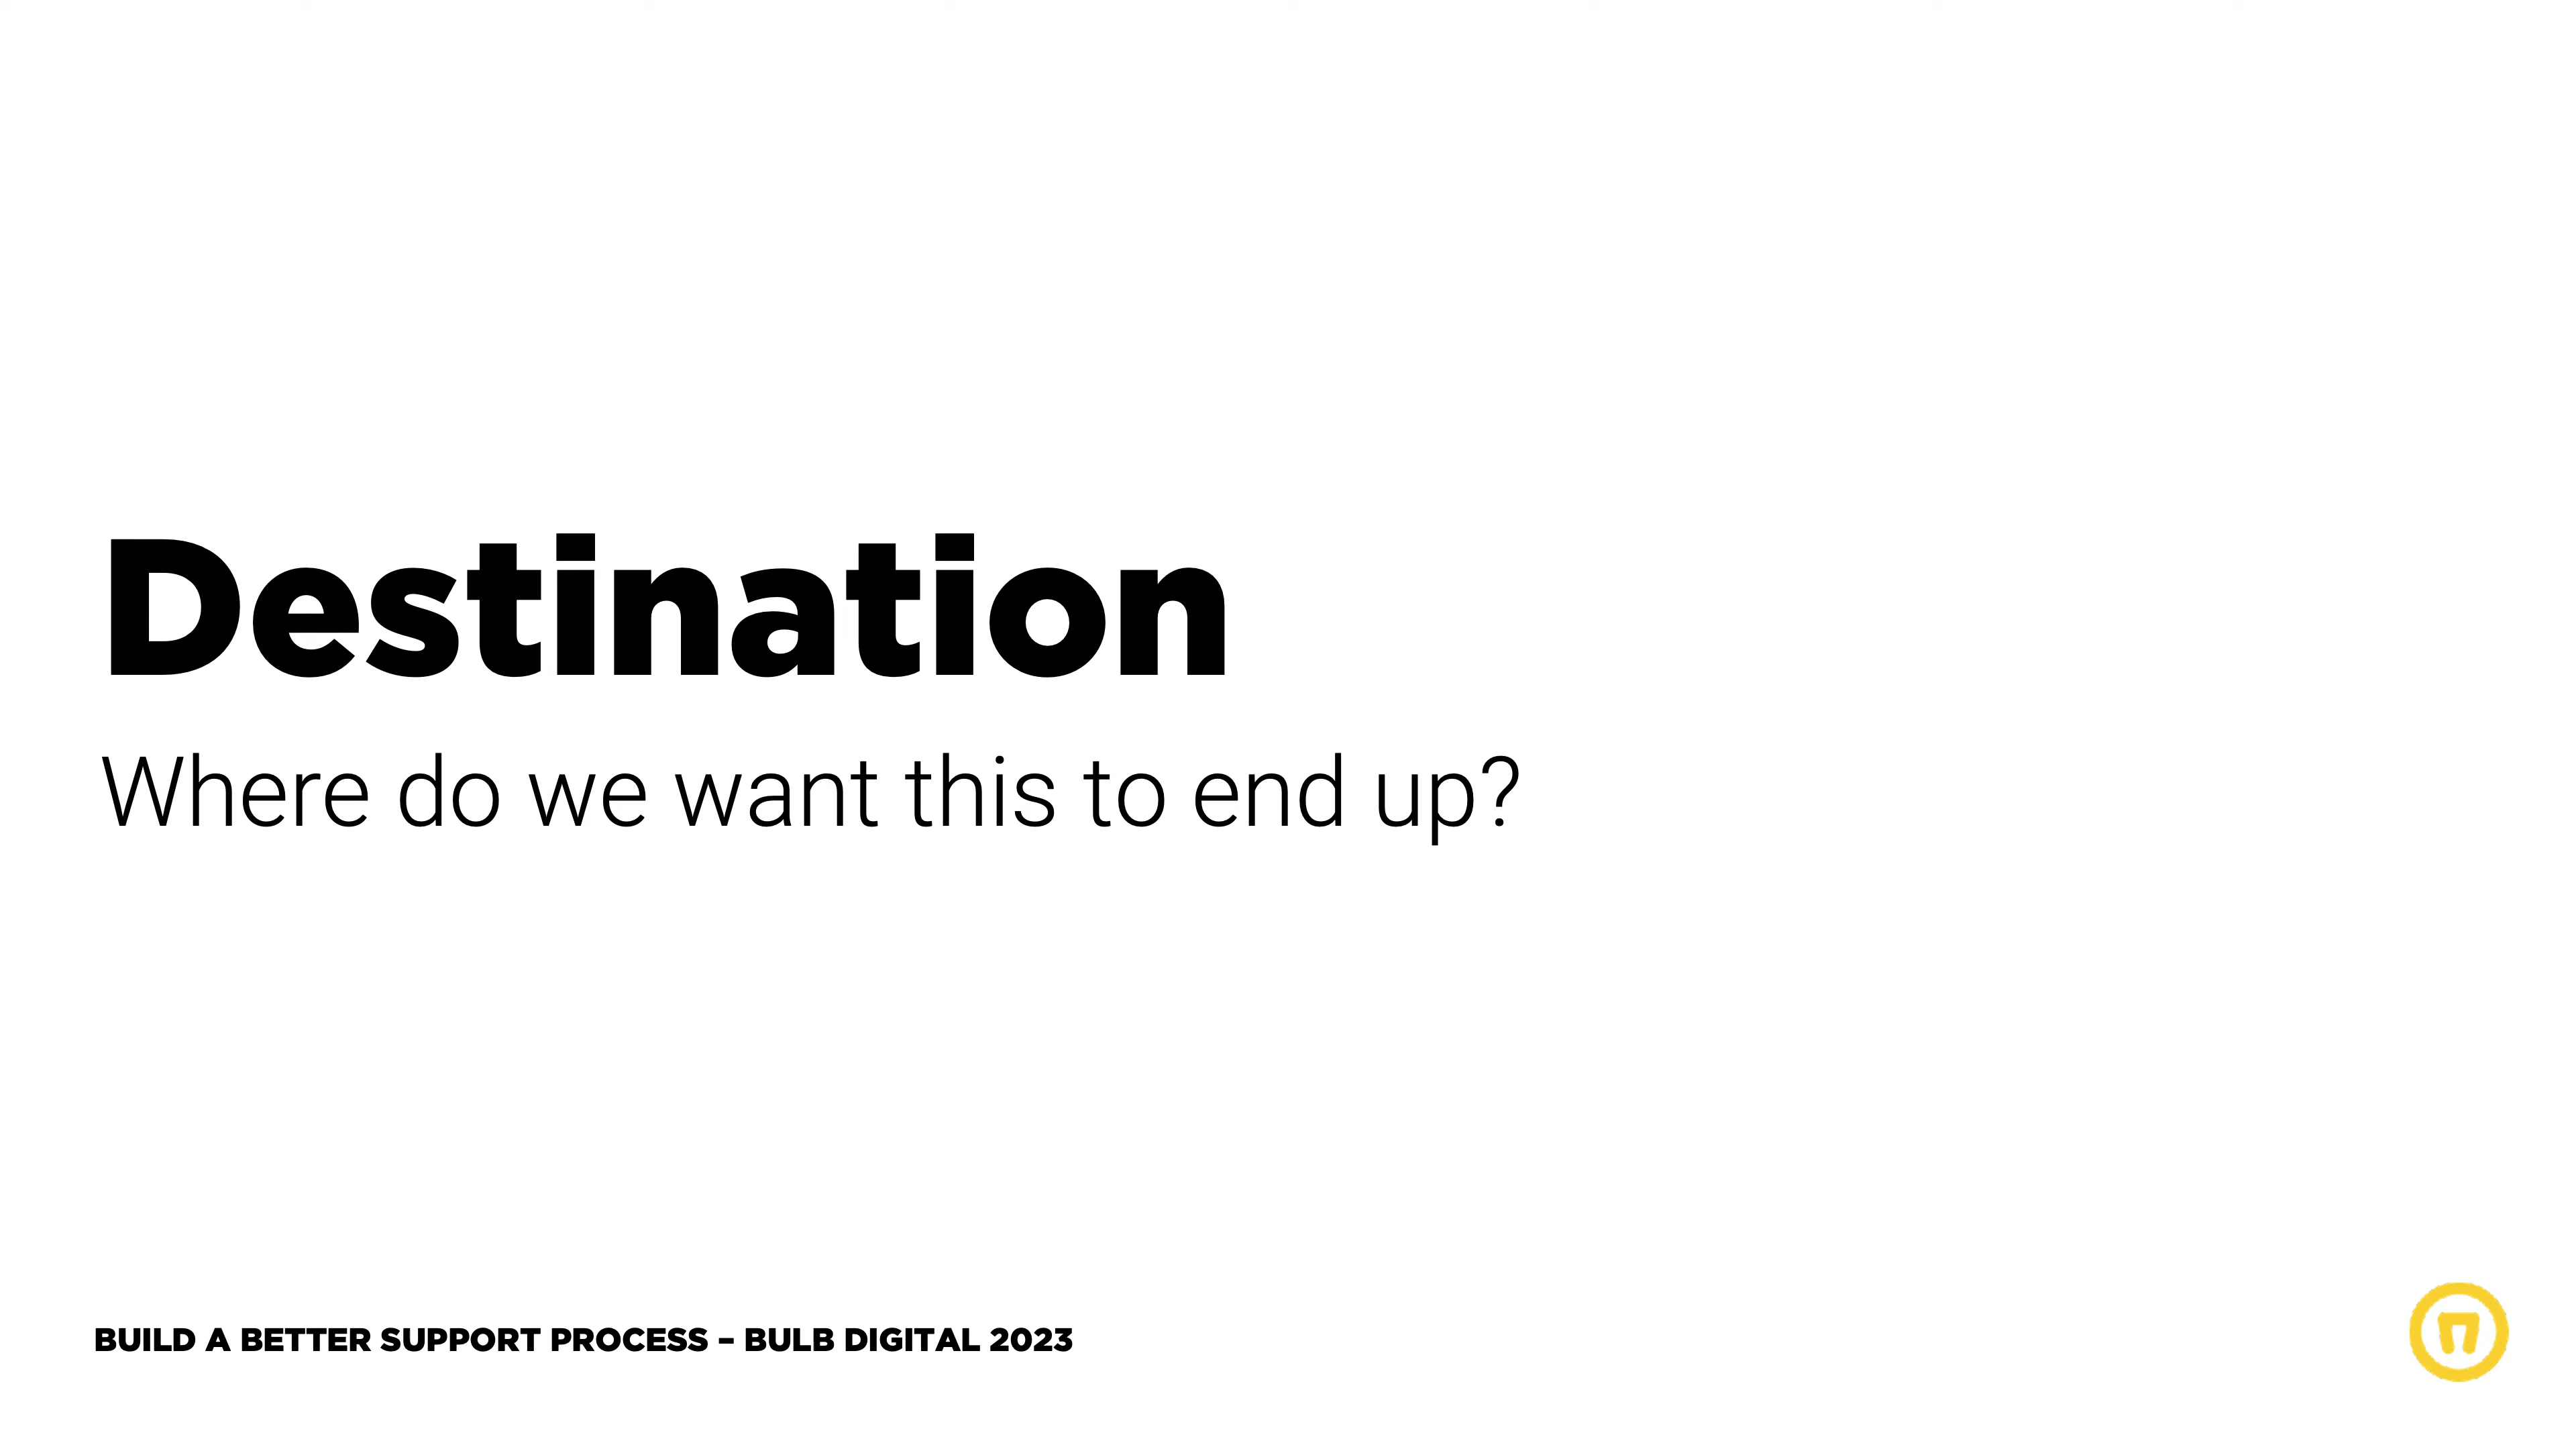 Destination
Where do we want this to end up?
BUILD A BETTER SUPPORT PROCESS – BULB DIGITAL 2023